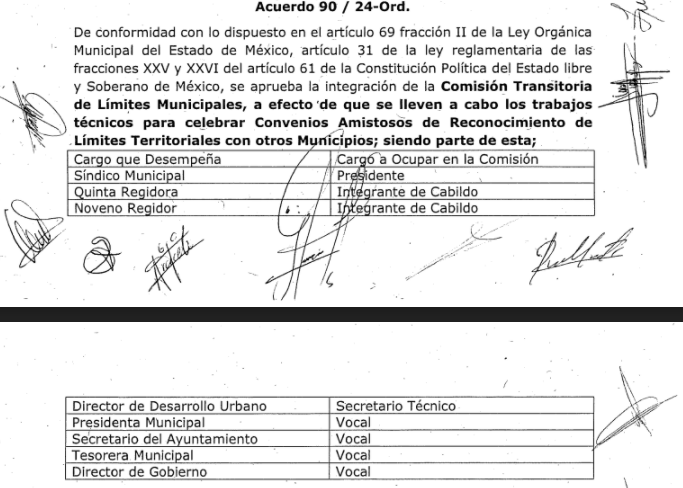 Acuerdo 90 / 24-Ord.
De conformidad con lo dispuesto en el artículo 69 fracción II de la Ley Orgánica
Municipal del Estado de México, artículo 31 de la ley reglamentaria de las
fracciones XXV y XXVI del artículo 61 de la Constitución Política del Estado libre
y Soberano de México, se aprueba la integración de la Comisión Transitoria
de Límites Municipales, a efecto de que se lleven a cabo los trabajos
técnicos para celebrar Convenios Amistosos de Reconocimiento de
Límites Territoriales con otros Municipios; siendo parte de esta;
Cargo que Desempeña Cargo a Ocupar en la Comisión
Síndico Municipal Presidente
Quinta Regidora Integrante de Cabildo
Noveno Regidor Integrante de Cabildo
Director de Desarrollo Urbano Secretario Técnico
Presidenta Municipal Vocal
Secretario del Ayuntamiento Vocal
Tesorera Municipal Vocal
Director de Gobierno Vocal